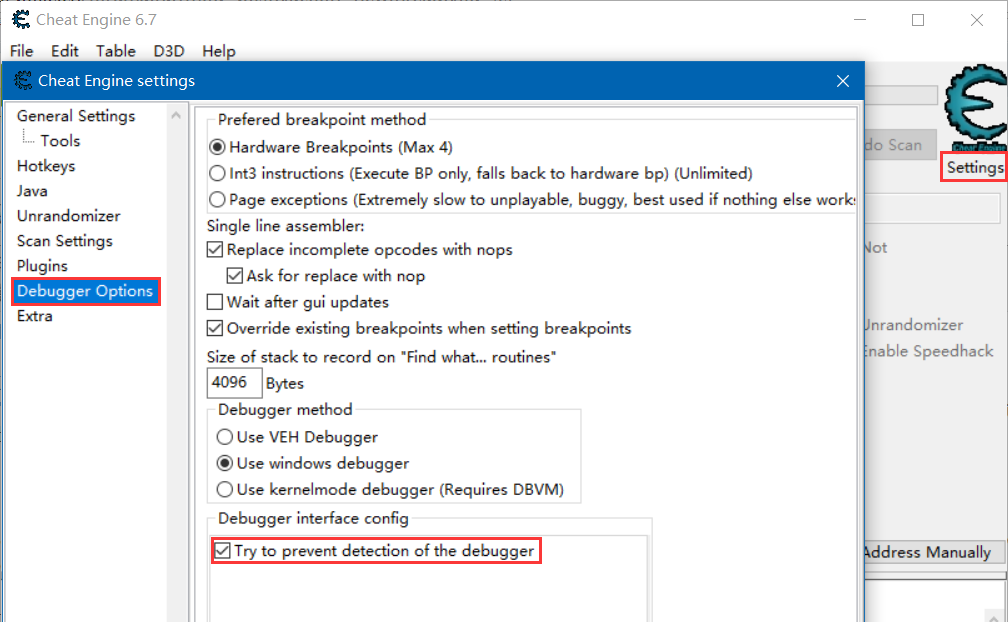 Cheat Engine 6.7
File Edit Table D3D Help
Cheat Engine settings
General Settings
Tools
Hotkeys
Java
Unrandomizer
Scan Settings
Plugins
Debugger Options
Extra
Prefered breakpoint method
Hardware Breakpoints (Max 4)
Int3 instructions (Execute BP only, falls back to hardware bp) (Unlimited)
Page exceptions (Extremely slow to unplayable, buggy, best used if nothing else works
Single line assembler:
Replace incomplete opcodes with nops
Ask for replace with nop
Wait after gui updates
Override existing breakpoints when setting breakpoints
Size of stack to record on "Find what... routines"
4096 Bytes
Debugger method
Use VEH Debugger
Use windows debugger
Use kernelmode debugger (Requires DBVM)
Debugger interface config
Try to prevent detection of the debugger
do Scan
Cheat Engine
Settings
Not
Unrandomizer
Enable Speedhack
Address Manually